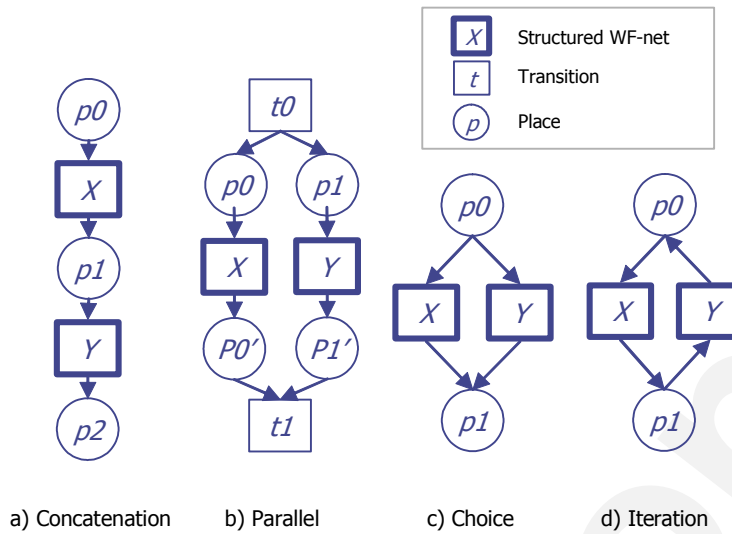 X Structured WF-net
t Transition
p Place
p0
X
p1
Y
p2
a) Concatenation
t0
p0 p1
X Y
P0′ P1′
t1
b) Parallel
p0
X Y
p1
c) Choice
p0
X Y
p1
d) Iteration